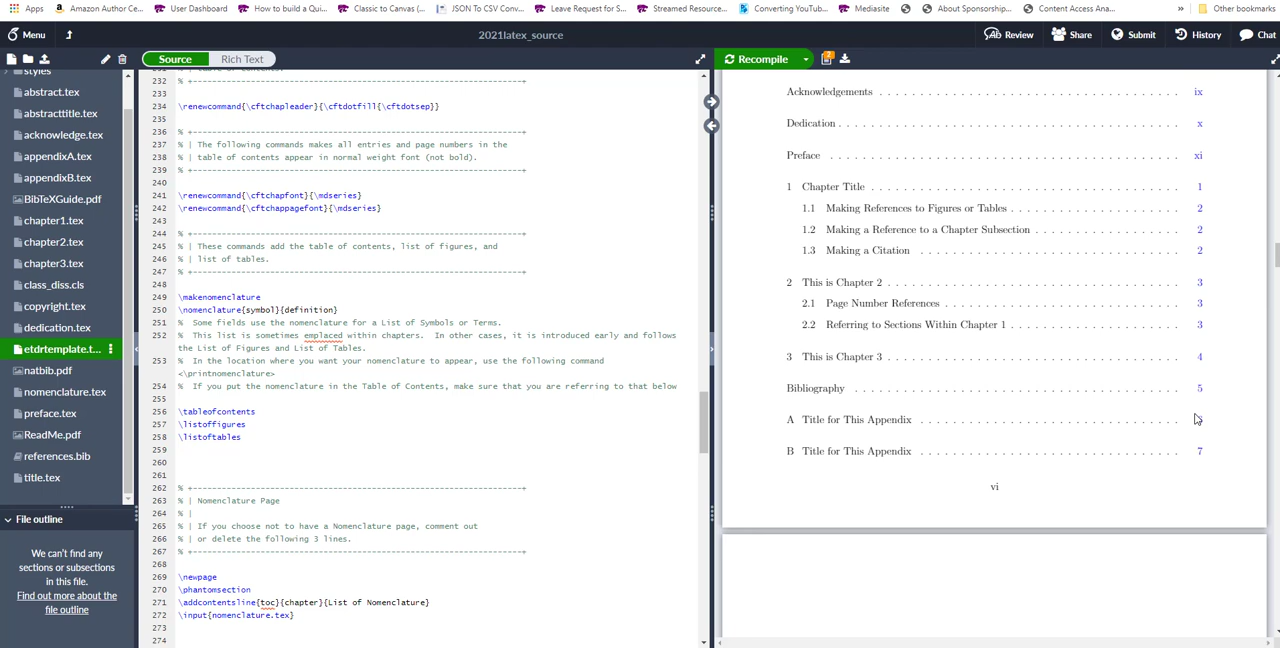 Apps Amazon Author Ce... User Dashboard How to build a Qui... Classic to Canvas (... JSON To CSV Conv... Leave Request for S... Streamed Resource... Converting YouTub... Mediasite About Sponsorship... Content Access Ana... » Other bookmarks
Menu 2021latex_source Review Share Submit History Chat
Source Rich Text Recompile 2
styles
abstract.tex
abstracttitle.tex
acknowledge.tex
appendixA.tex
appendixB.tex
BibTeXGuide.pdf
chapter1.tex
chapter2.tex
chapter3.tex
class_diss.cls
copyright.tex
dedication.tex
etdrtemplate.t...
natbib.pdf
nomenclature.tex
preface.tex
ReadMe.pdf
references.bib
title.tex
File outline
We can't find any
sections or subsections
in this file.
Find out more about the
file outline
232 % +----------------------------------------------------------------+
233
234 \renewcommand{\cftchapleader}{\cftdotfill{\cftdotsep}}
235
236 % +----------------------------------------------------------------+
237 % | The following commands makes all entries and page numbers in the
238 % | table of contents appear in normal weight font (not bold).
239 % +----------------------------------------------------------------+
240
241 \renewcommand{\cftchapfont}{\mdseries}
242 \renewcommand{\cftchappagefont}{\mdseries}
243
244 % +----------------------------------------------------------------+
245 % | These commands add the table of contents, list of figures, and
246 % | list of tables.
247 % +----------------------------------------------------------------+
248
249 \makenomenclature
250 \nomenclature{symbol}{definition}
251 % Some fields use the nomenclature for a List of Symbols or Terms.
252 % This list is sometimes emplaced within chapters. In other cases, it is introduced early and follows
the List of Figures and List of Tables.
253 % In the location where you want your nomenclature to appear, use the following command
<\printnomenclature>
254 % If you put the nomenclature in the Table of Contents, make sure that you are referring to that below
255
256 \tableofcontents
257 \listoffigures
258 \listoftables
259
260
261
262 % +----------------------------------------------------------------+
263 % | Nomenclature Page
264 % |
265 % | If you choose not to have a Nomenclature page, comment out
266 % | or delete the following 3 lines.
267 % +----------------------------------------------------------------+
268
269 \newpage
270 \phantomsection
271 \addcontentsline{toc}{chapter}{List of Nomenclature}
272 \input{nomenclature.tex}
273
274
Acknowledgements . . . ix
Dedication . . . x
Preface . . . xi
1 Chapter Title . . . 1
1.1 Making References to Figures or Tables . . . 2
1.2 Making a Reference to a Chapter Subsection . . . 2
1.3 Making a Citation . . . 2
2 This is Chapter 2 . . . 3
2.1 Page Number References . . . 3
2.2 Referring to Sections Within Chapter 1 . . . 3
3 This is Chapter 3 . . . 4
Bibliography . . . 5
A Title for This Appendix . . .
B Title for This Appendix . . . 7
vi